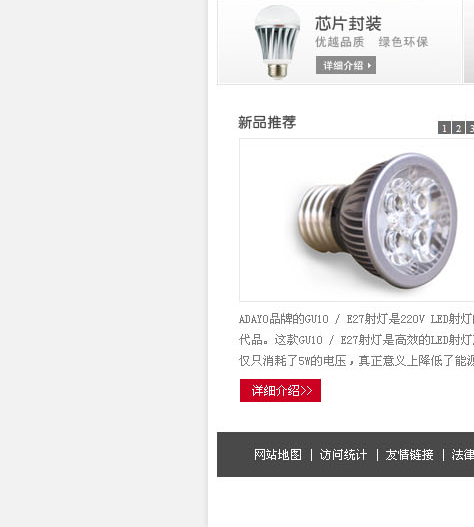 芯片封装
优越品质 绿色环保
详细介绍
新品推荐
1 2 3
ADAYO品牌的GU10 / E27射灯是220V LED射灯
代品。这款GU10 / E27射灯是高效的LED射灯
仅只消耗了5W的电压，真正意义上降低了能源
详细介绍>>
网站地图 | 访问统计 | 友情链接 | 法律